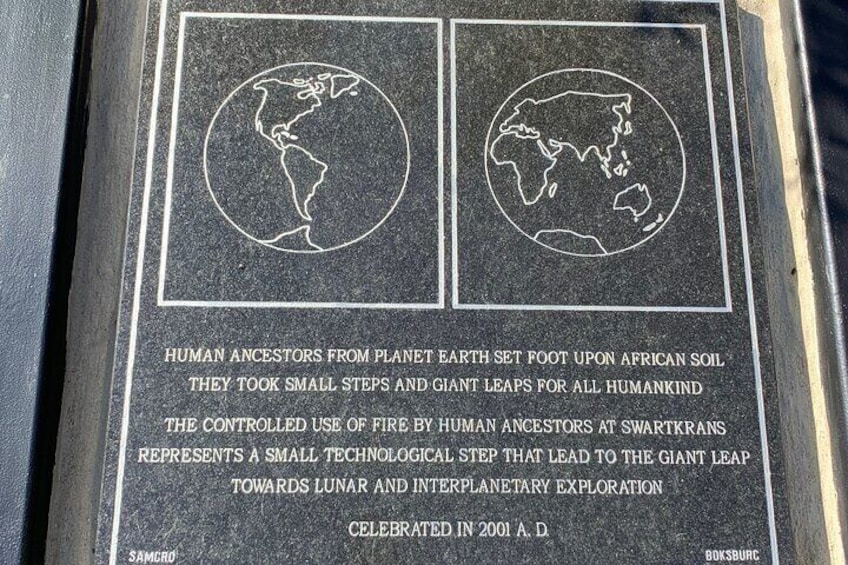 HUMAN ANCESTORS FROM PLANET EARTH SET FOOT UPON AFRICAN SOIL
THEY TOOK SMALL STEPS AND GIANT LEAPS FOR ALL HUMANKIND
THE CONTROLLED USE OF FIRE BY HUMAN ANCESTORS AT SWARTKRANS
REPRESENTS A SMALL TECHNOLOGICAL STEP THAT LEAD TO THE GIANT LEAP
TOWARDS LUNAR AND INTERPLANETARY EXPLORATION
CELEBRATED IN 2001 A. D.
SAMCRO
BOKSBURG